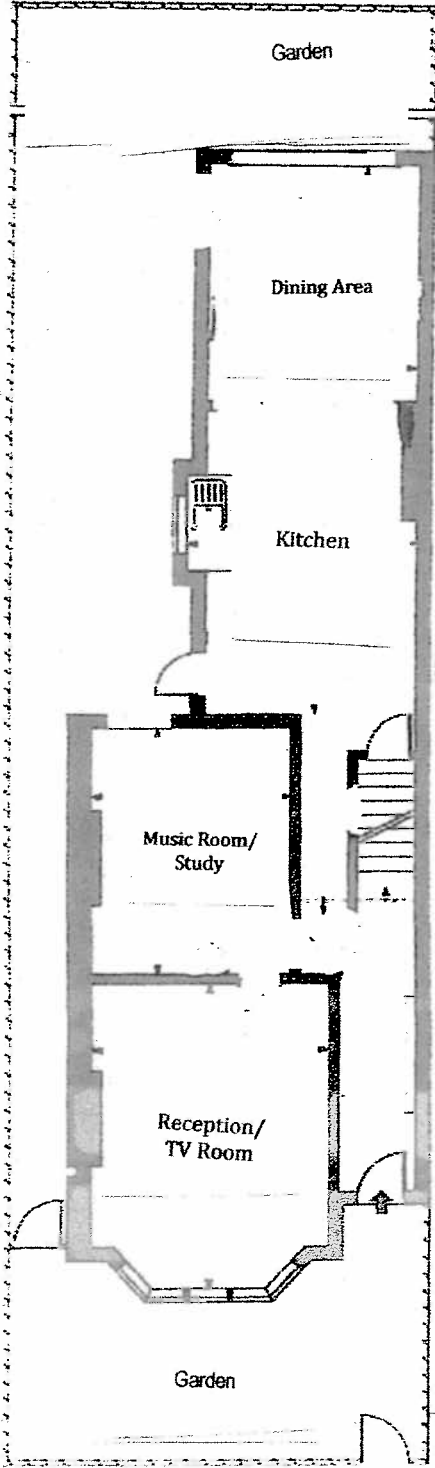 Garden
Dining Area
Kitchen
Music Room/
Study
Reception/
TV Room
Garden